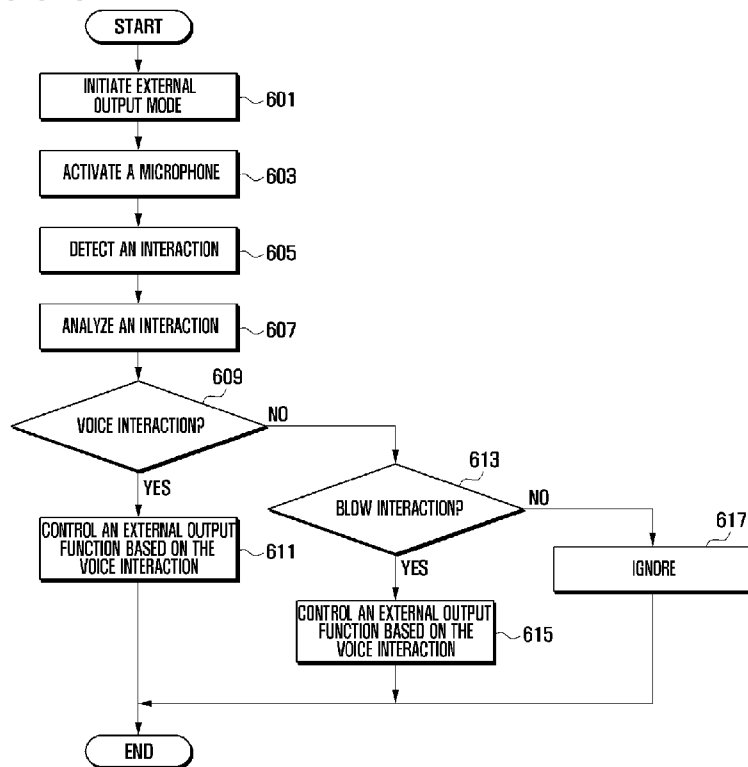 START
INITIATE EXTERNAL
OUTPUT MODE
601
ACTIVATE A MICROPHONE
603
DETECT AN INTERACTION
605
ANALYZE AN INTERACTION
607
609
VOICE INTERACTION?
NO
YES
613
BLOW INTERACTION?
NO
YES
CONTROL AN EXTERNAL OUTPUT
FUNCTION BASED ON THE
VOICE INTERACTION
611
617
IGNORE
CONTROL AN EXTERNAL OUTPUT
FUNCTION BASED ON THE
VOICE INTERACTION
615
END